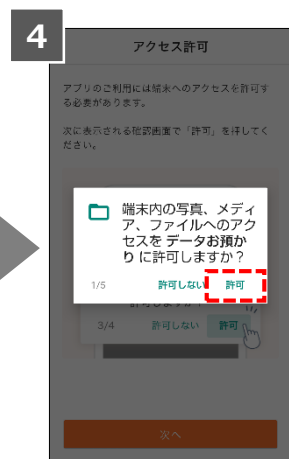 4
アクセス許可
アプリのご利用には端末へのアクセスを許可す
る必要があります。
次に表示される確認画面で「許可」を押してく
ださい。
端末内の写真、メディ
ア、ファイルへのアク
セスを データお預か
り に許可しますか？
1/5 許可しない 許可
3/4 許可しない 許可
次へ